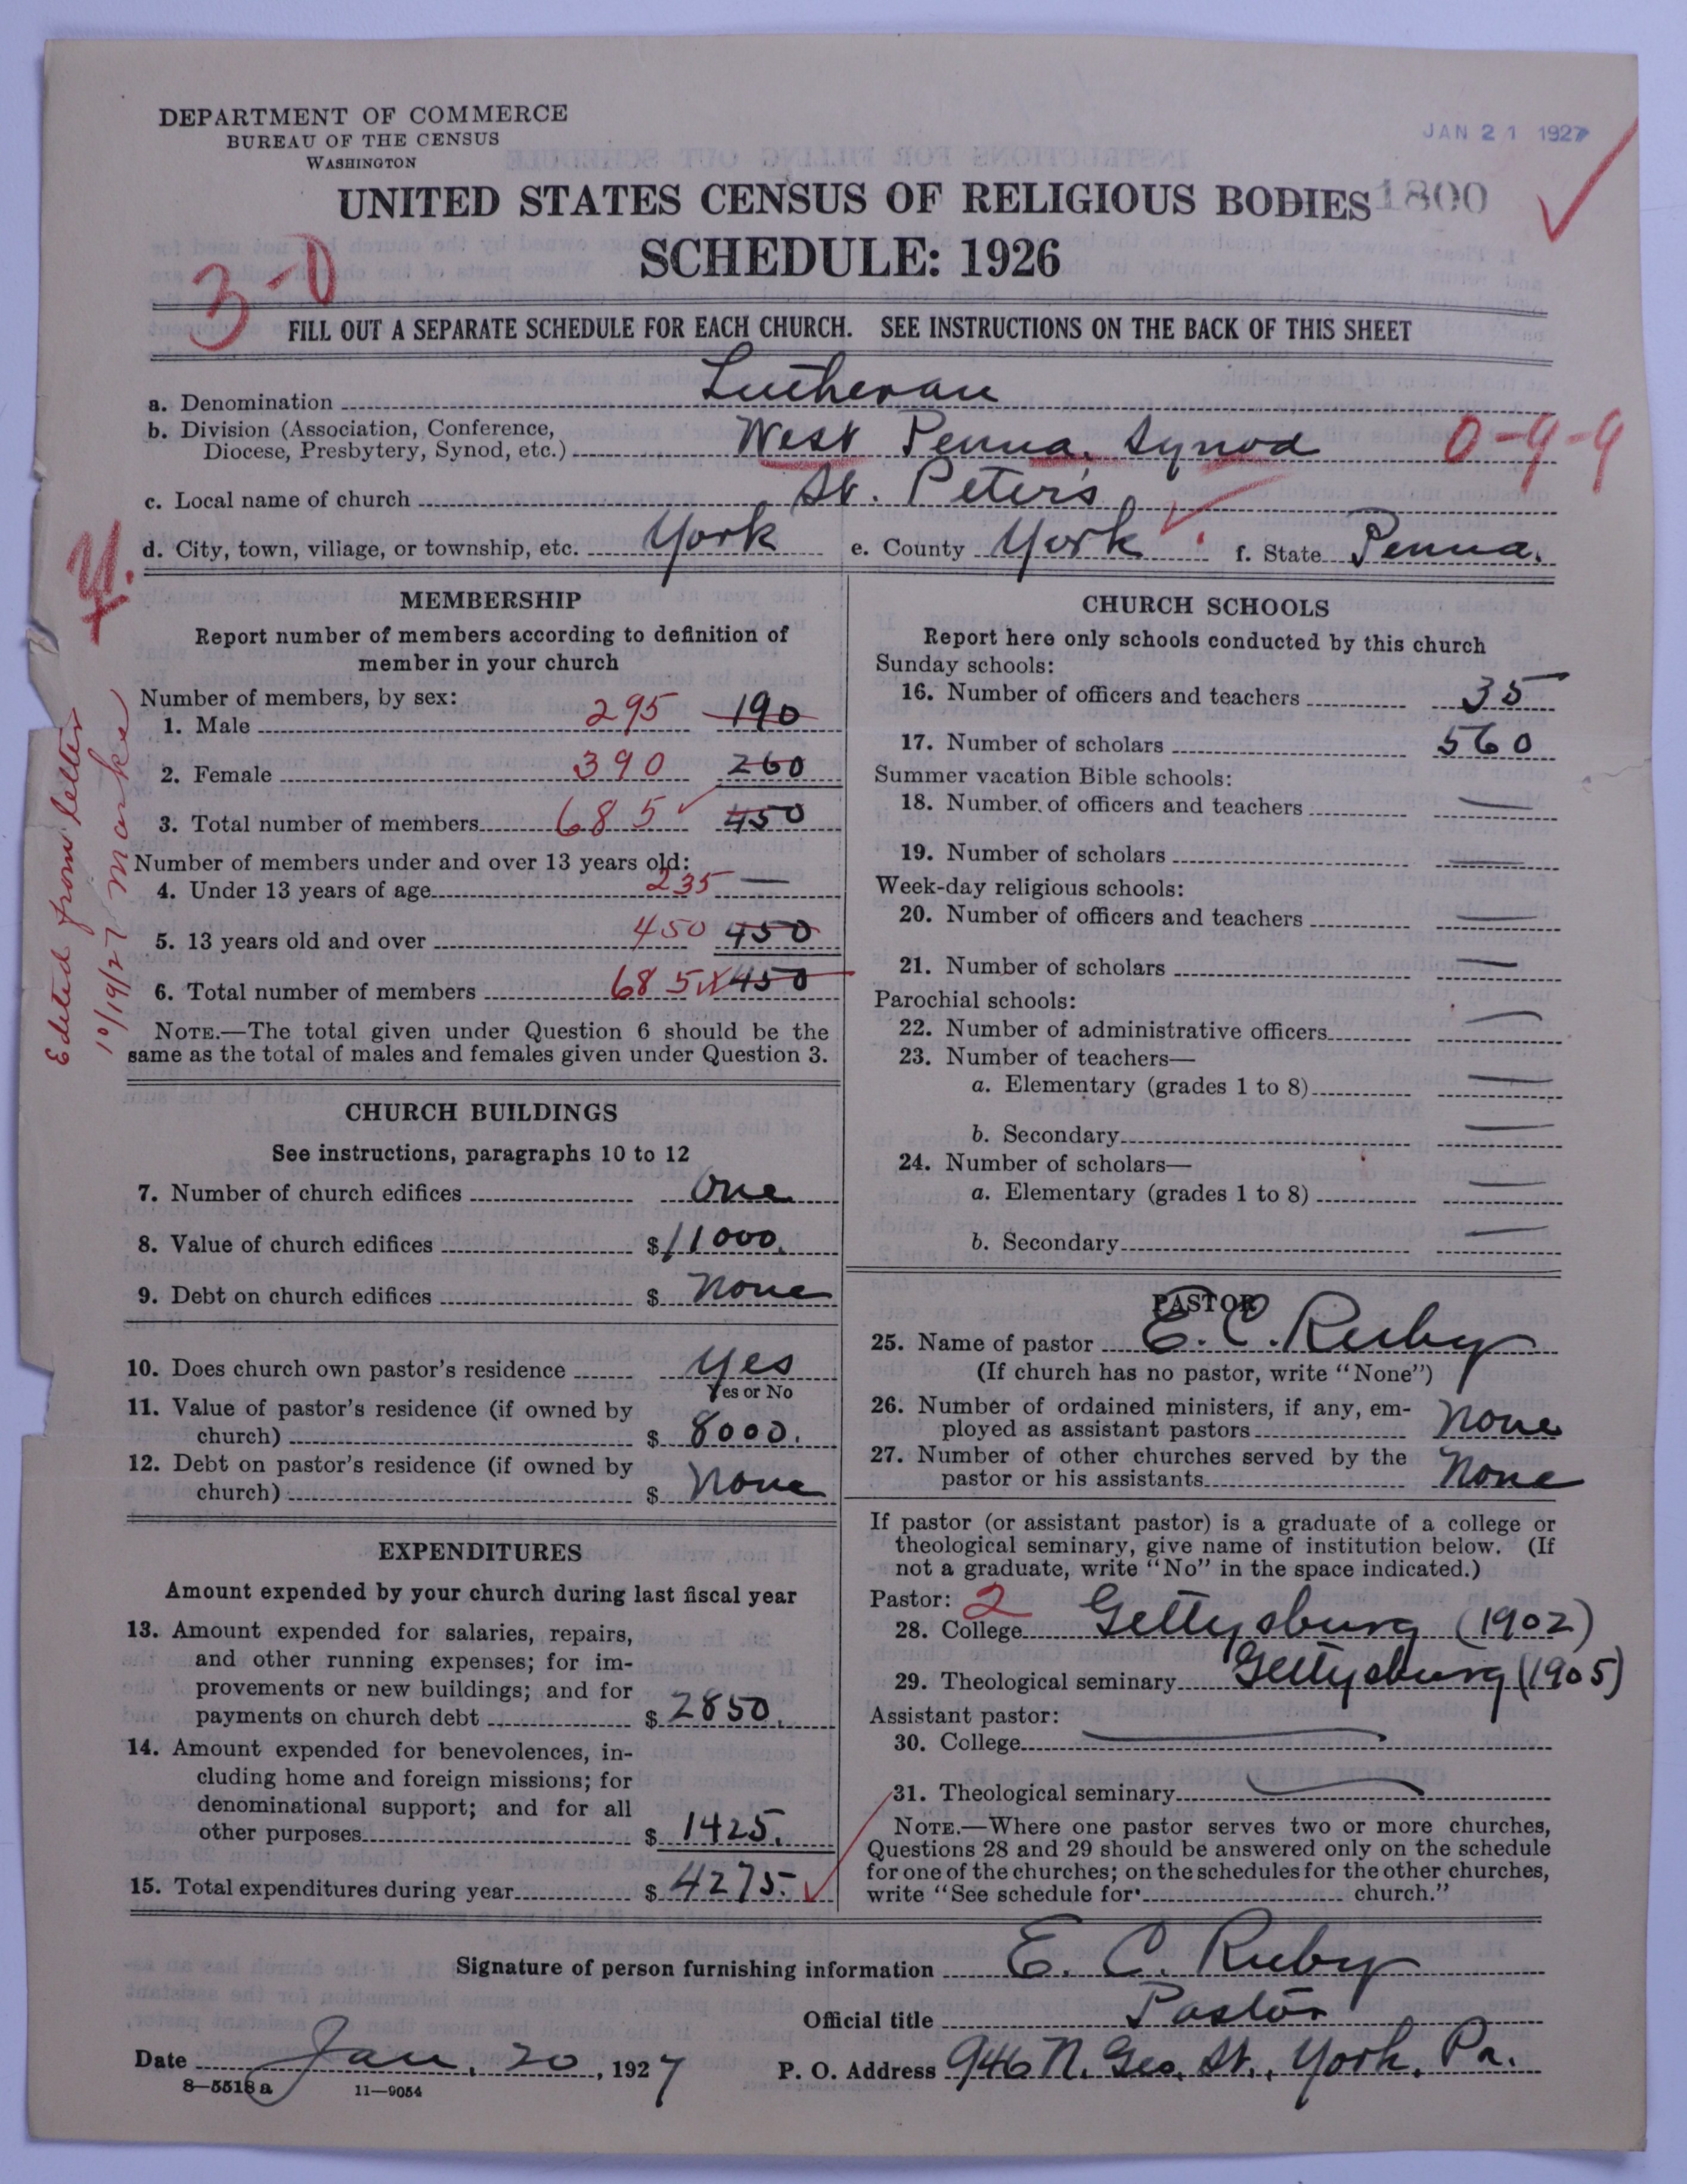 DEPARTMENT OF COMMERCE
BUREAU OF THE CENSUS
WASHINGTON
JAN 21 1927
UNITED STATES CENSUS OF RELIGIOUS BODIES 1800
SCHEDULE: 1926
3-0
FILL OUT A SEPARATE SCHEDULE FOR EACH CHURCH. SEE INSTRUCTIONS ON THE BACK OF THIS SHEET
a. Denomination Lutheran
b. Division (Association, Conference,
Diocese, Presbytery, Synod, etc.) West Penna. Synod 0-9-9
c. Local name of church St. Peter's
d. City, town, village, or township, etc. York e. County York f. State Penna.
MEMBERSHIP
Report number of members according to definition of
member in your church
Number of members, by sex:
1. Male 295 190
2. Female 390 260
3. Total number of members 685 450
Number of members under and over 13 years old:
4. Under 13 years of age 235 —
5. 13 years old and over 450 450
6. Total number of members 685 450
NOTE.—The total given under Question 6 should be the
same as the total of males and females given under Question 3.
Edited from letter
10/19/27 Marke
CHURCH BUILDINGS
See instructions, paragraphs 10 to 12
7. Number of church edifices One
8. Value of church edifices $11000.
9. Debt on church edifices $ None
10. Does church own pastor's residence Yes
Yes or No
11. Value of pastor's residence (if owned by
church) $ 8000.
12. Debt on pastor's residence (if owned by
church) $ None
EXPENDITURES
Amount expended by your church during last fiscal year
13. Amount expended for salaries, repairs,
and other running expenses; for im-
provements or new buildings; and for
payments on church debt $ 2850.
14. Amount expended for benevolences, in-
cluding home and foreign missions; for
denominational support; and for all
other purposes $ 1425.
15. Total expenditures during year $ 4275.
CHURCH SCHOOLS
Report here only schools conducted by this church
Sunday schools:
16. Number of officers and teachers 35
17. Number of scholars 560
Summer vacation Bible schools:
18. Number of officers and teachers —
19. Number of scholars —
Week-day religious schools:
20. Number of officers and teachers —
21. Number of scholars —
Parochial schools:
22. Number of administrative officers —
23. Number of teachers—
a. Elementary (grades 1 to 8) —
b. Secondary —
24. Number of scholars—
a. Elementary (grades 1 to 8) —
b. Secondary —
PASTOR
25. Name of pastor E. C. Ruby
(If church has no pastor, write "None")
26. Number of ordained ministers, if any, em-
ployed as assistant pastors None
27. Number of other churches served by the
pastor or his assistants None
If pastor (or assistant pastor) is a graduate of a college or
theological seminary, give name of institution below. (If
not a graduate, write "No" in the space indicated.)
Pastor: 2
28. College Gettysburg (1902)
29. Theological seminary Gettysburg (1905)
Assistant pastor:
30. College —
31. Theological seminary —
NOTE.—Where one pastor serves two or more churches,
Questions 28 and 29 should be answered only on the schedule
for one of the churches; on the schedules for the other churches,
write "See schedule for church."
Signature of person furnishing information E. C. Ruby
Official title Pastor
Date Jan. 20, 1927 P. O. Address 946 N. Geo. St., York, Pa.
8—5518 a 11—9054